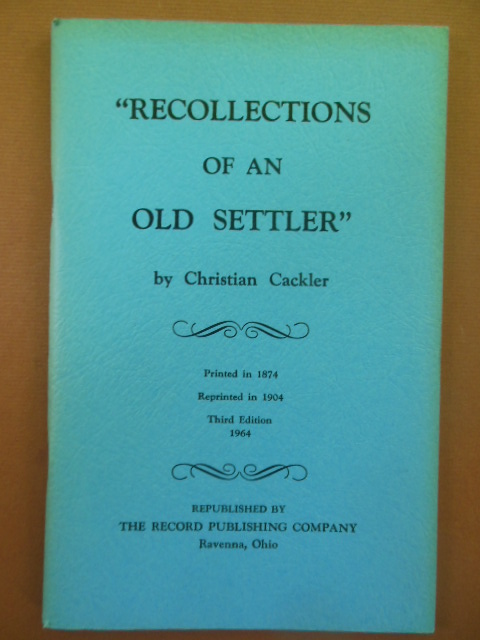 “RECOLLECTIONS
OF AN
OLD SETTLER”
by Christian Cackler
Printed in 1874
Reprinted in 1904
Third Edition
1964
REPUBLISHED BY
THE RECORD PUBLISHING COMPANY
Ravenna, Ohio